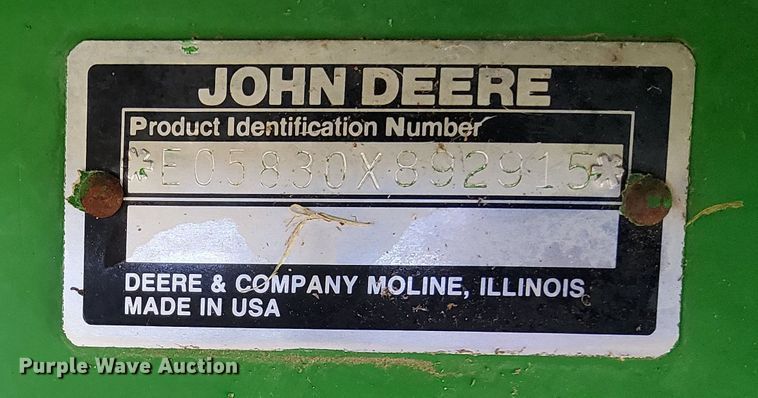 JOHN DEERE
Product Identification Number
*E05830X892915*
DEERE & COMPANY MOLINE, ILLINOIS
MADE IN USA
Purple Wave Auction